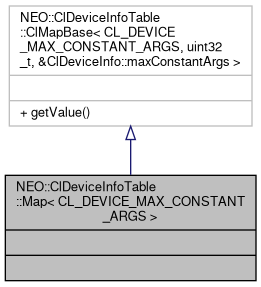 NEO::ClDeviceInfoTable
::ClMapBase< CL_DEVICE
_MAX_CONSTANT_ARGS, uint32
_t, &ClDeviceInfo::maxConstantArgs >
+ getValue()
NEO::ClDeviceInfoTable
::Map< CL_DEVICE_MAX_CONSTANT
_ARGS >